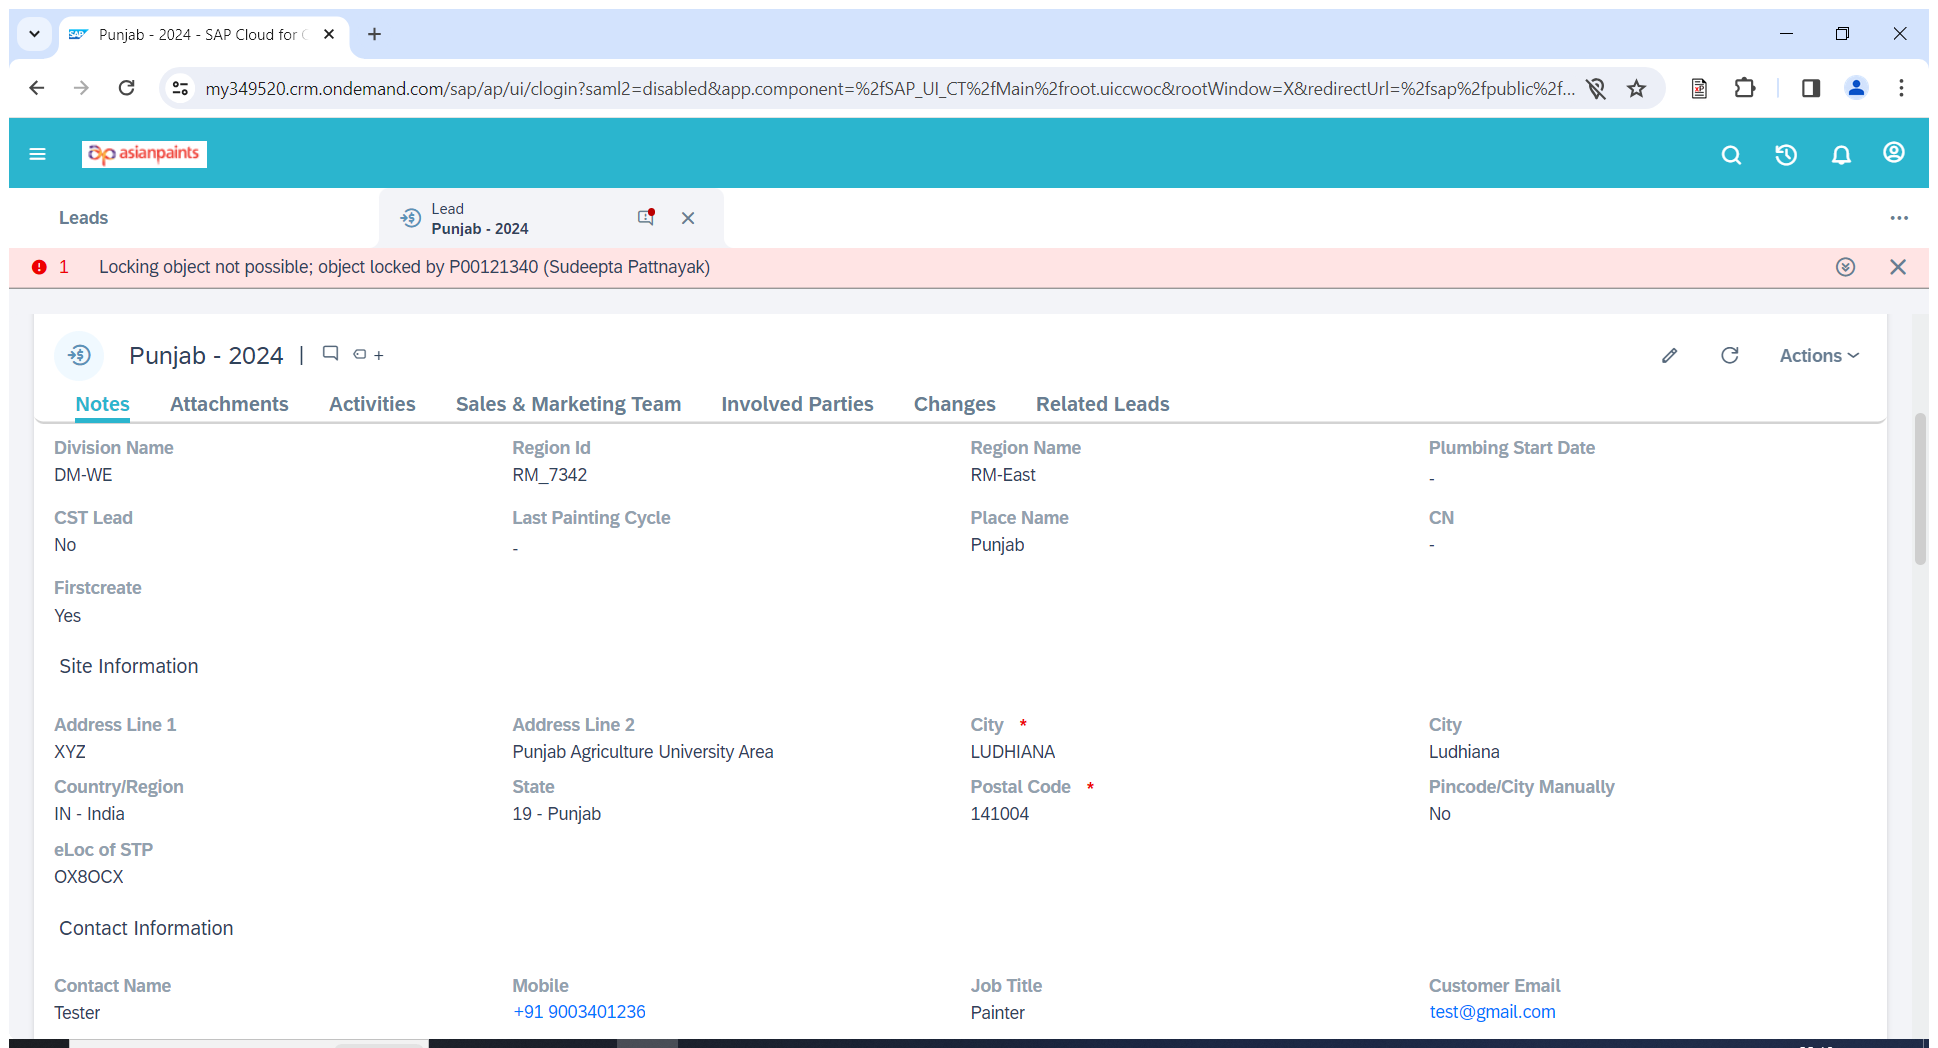 Punjab - 2024 - SAP Cloud for
my349520.crm.ondemand.com/sap/ap/ui/clogin?saml2=disabled&app.component=%2fSAP_UI_CT%2fMain%2froot.uiccwoc&rootWindow=X&redirectUrl=%2fsap%2fpublic%2f...
asianpaints
Leads
Lead
Punjab - 2024
1 Locking object not possible; object locked by P00121340 (Sudeepta Pattnayak)
Punjab - 2024 |
Actions
Notes Attachments Activities Sales & Marketing Team Involved Parties Changes Related Leads
Division Name Region Id Region Name Plumbing Start Date
DM-WE RM_7342 RM-East -
CST Lead Last Painting Cycle Place Name CN
No - Punjab -
Firstcreate
Yes
Site Information
Address Line 1 Address Line 2 City * City
XYZ Punjab Agriculture University Area LUDHIANA Ludhiana
Country/Region State Postal Code * Pincode/City Manually
IN - India 19 - Punjab 141004 No
eLoc of STP
OX8OCX
Contact Information
Contact Name Mobile Job Title Customer Email
Tester +91 9003401236 Painter test@gmail.com